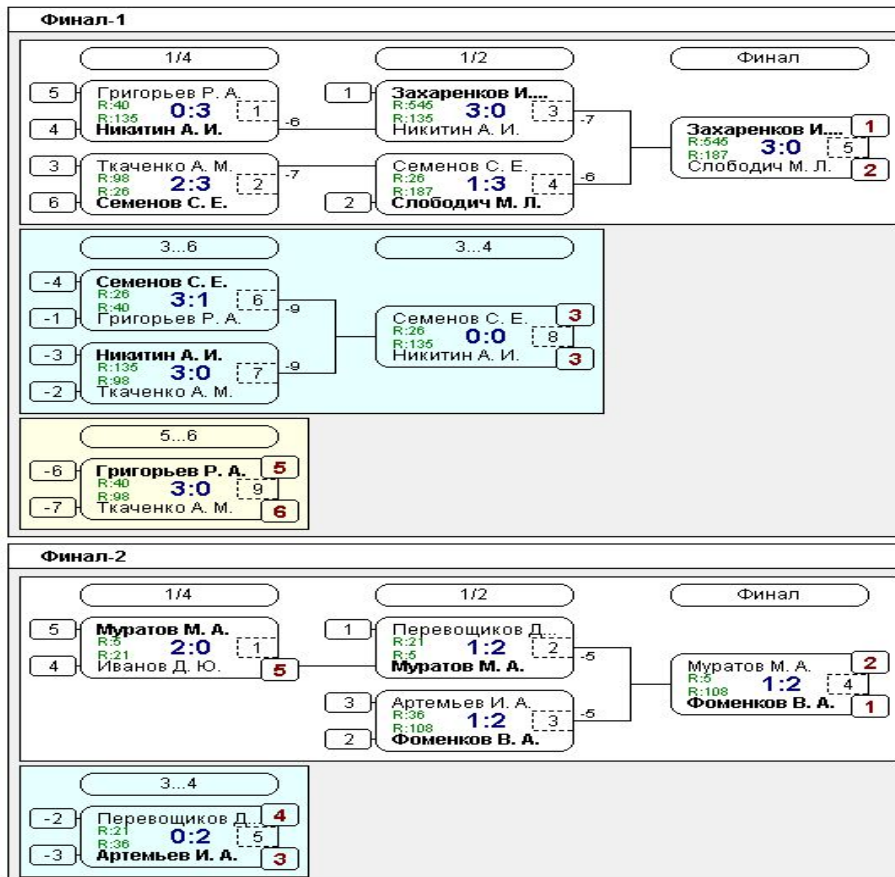 Финал-1
1/4 1/2 Финал
5 Григорьев Р. А.
R:40 0:3 1
R:135
4 Никитин А. И. -6
1 Захаренков И....
R:545 3:0 3
R:135
Никитин А. И. -7
3 Ткаченко А. М.
R:98 2:3 2
R:26
6 Семенов С. Е. -7
Семенов С. Е.
R:26 1:3 4
R:187
2 Слободич М. Л. -6
Захаренков И.... 1
R:545 3:0 5
R:187
Слободич М. Л. 2
3...6 3...4
-4 Семенов С. Е.
R:26 3:1 6
R:40
-1 Григорьев Р. А. -9
-3 Никитин А. И.
R:135 3:0 7
R:98
-2 Ткаченко А. М. -9
Семенов С. Е. 3
R:26 0:0 8
R:135
Никитин А. И. 3
5...6
-6 Григорьев Р. А. 5
R:40 3:0 9
R:98
-7 Ткаченко А. М. 6
Финал-2
1/4 1/2 Финал
5 Муратов М. А.
R:5 2:0 1
R:21
4 Иванов Д. Ю. 5
1 Перевощиков Д...
R:21 1:2 2
R:5
Муратов М. А. -5
3 Артемьев И. А.
R:36 1:2 3
R:108
2 Фоменков В. А. -5
Муратов М. А. 2
R:5 1:2 4
R:108
Фоменков В. А. 1
3...4
-2 Перевощиков Д... 4
R:21 0:2 5
R:36
-3 Артемьев И. А. 3